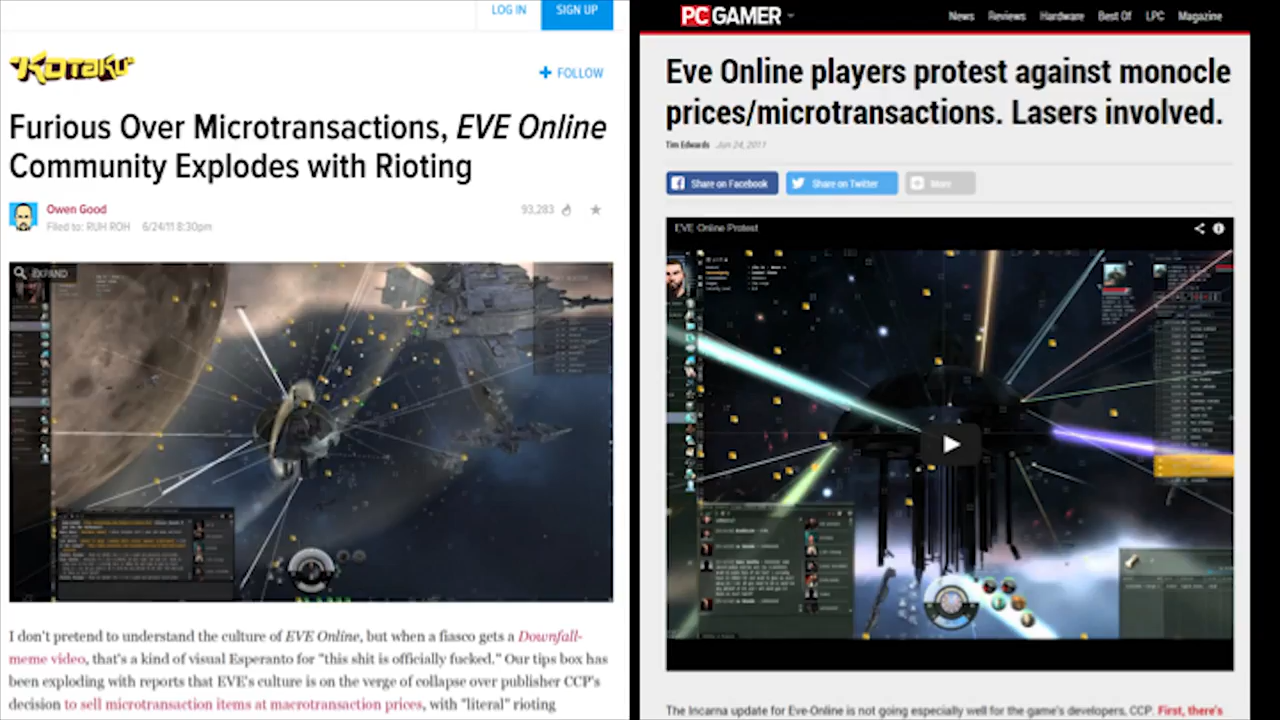 LOG IN
SIGN UP
KOTAKU
FOLLOW
Furious Over Microtransactions, EVE Online
Community Explodes with Rioting
Owen Good
93,283
Filed to: RUH ROH 6/24/11 8:30pm
EXPAND
I don't pretend to understand the culture of EVE Online, but when a fiasco gets a Downfall-
meme video, that's a kind of visual Esperanto for "this shit is officially fucked." Our tips box has
been exploding with reports that EVE's culture is on the verge of collapse over publisher CCP's
decision to sell microtransaction items at macrotransaction prices, with "literal" rioting
PC GAMER
News Reviews Hardware Best Of LPC Magazine
Eve Online players protest against monocle
prices/microtransactions. Lasers involved.
Tim Edwards Jun 24, 2011
Share on Facebook
Share on Twitter
More
EVE Online Protest
The Incarna update for Eve-Online is not going especially well for the game's developers, CCP. First, there's